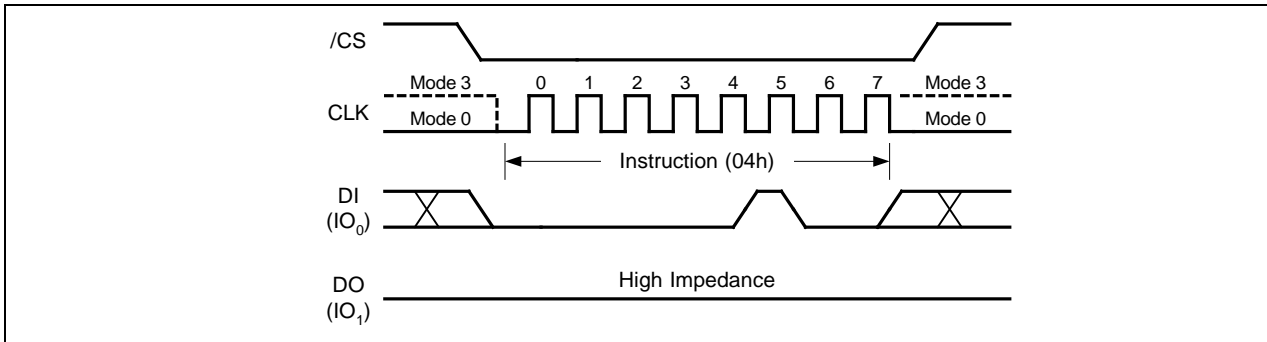 /CS
Mode 3 0 1 2 3 4 5 6 7 Mode 3
CLK
Mode 0 Mode 0
Instruction (04h)
DI
(IO0)
High Impedance
DO
(IO1)